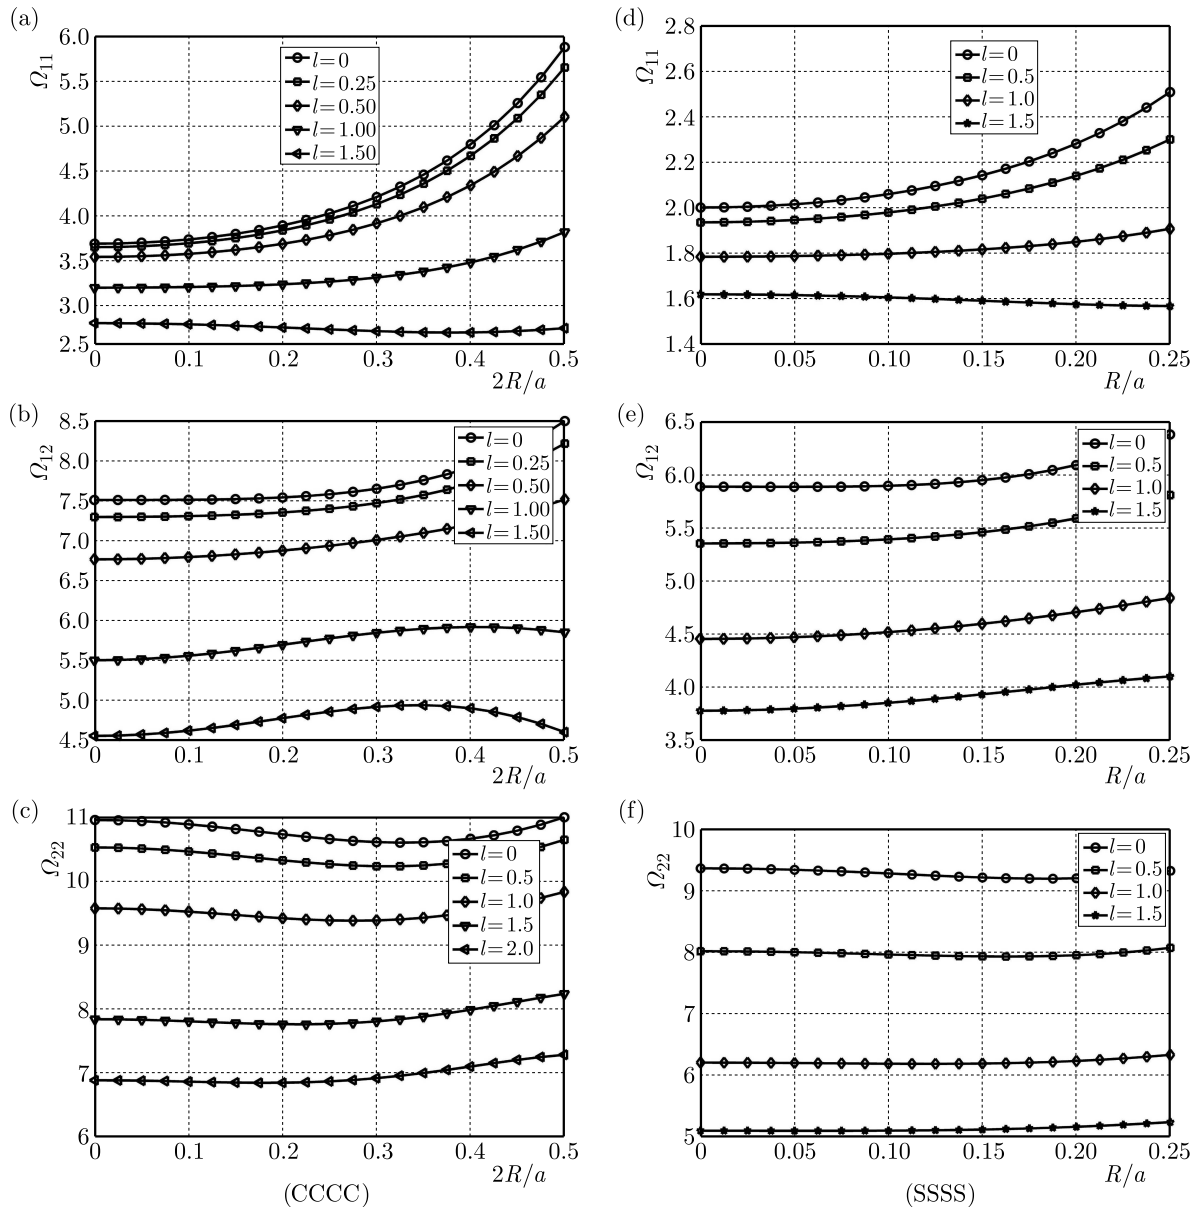 (a)
Ω11
6.0
5.5
5.0
4.5
4.0
3.5
3.0
2.5
l=0
l=0.25
l=0.50
l=1.00
l=1.50
0 0.1 0.2 0.3 0.4 0.5
2R/a
(d)
Ω11
2.8
2.6
2.4
2.2
2.0
1.8
1.6
1.4
l=0
l=0.5
l=1.0
l=1.5
0 0.05 0.10 0.15 0.20 0.25
R/a
(b)
Ω12
8.5
8.0
7.5
7.0
6.5
6.0
5.5
5.0
4.5
l=0
l=0.25
l=0.50
l=1.00
l=1.50
0 0.1 0.2 0.3 0.4 0.5
2R/a
(e)
Ω12
6.5
6.0
5.5
5.0
4.5
4.0
3.5
l=0
l=0.5
l=1.0
l=1.5
0 0.05 0.10 0.15 0.20 0.25
R/a
(c)
Ω22
11
10
9
8
7
6
l=0
l=0.5
l=1.0
l=1.5
l=2.0
0 0.1 0.2 0.3 0.4 0.5
2R/a
(CCCC)
(f)
Ω22
10
9
8
7
6
5
l=0
l=0.5
l=1.0
l=1.5
0 0.05 0.10 0.15 0.20 0.25
R/a
(SSSS)